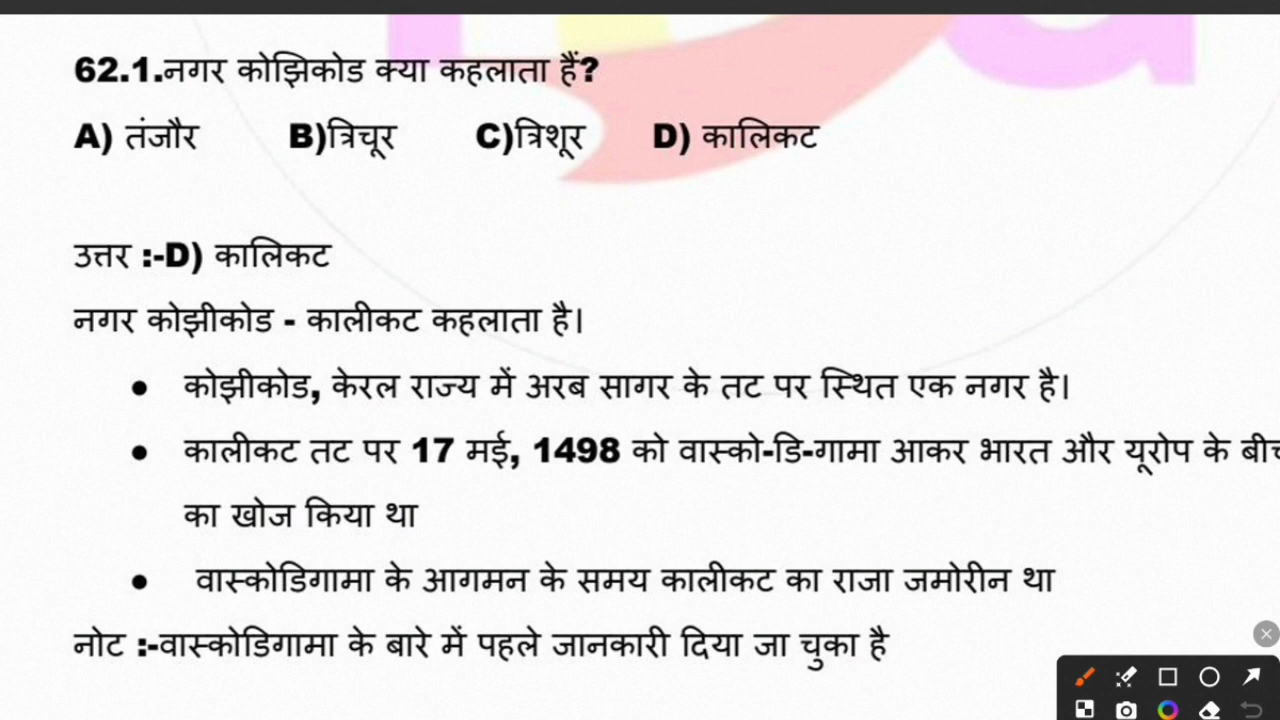 62.1.नगर कोझिकोड क्या कहलाता हैं?
A) तंजौर B)त्रिचूर C)त्रिशूर D) कालिकट
उत्तर :-D) कालिकट
नगर कोझीकोड - कालीकट कहलाता है।
● कोझीकोड, केरल राज्य में अरब सागर के तट पर स्थित एक नगर है।
● कालीकट तट पर 17 मई, 1498 को वास्को-डि-गामा आकर भारत और यूरोप के
का खोज किया था
● वास्कोडिगामा के आगमन के समय कालीकट का राजा जमोरीन था
नोट :-वास्कोडिगामा के बारे में पहले जानकारी दिया जा चुका है